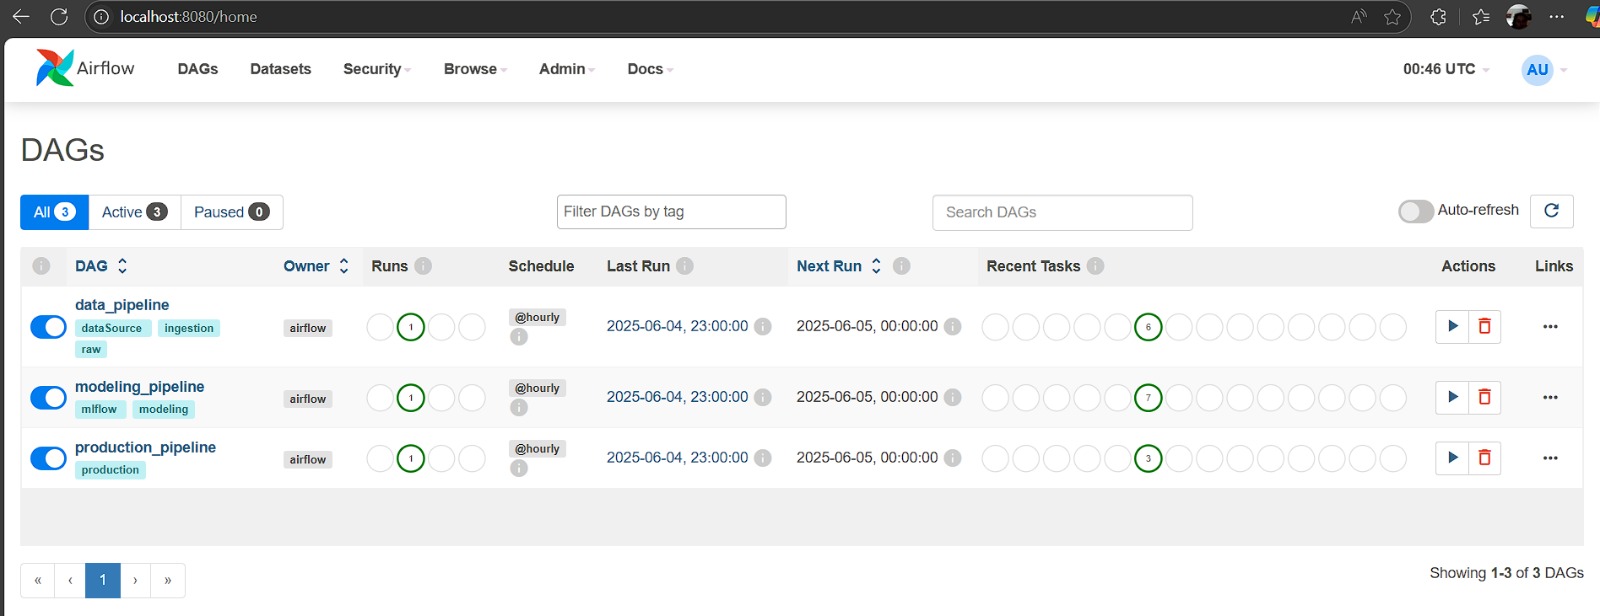 localhost:8080/home
Airflow DAGs Datasets Security Browse Admin Docs 00:46 UTC AU
DAGs
All 3 Active 3 Paused 0 Filter DAGs by tag Search DAGs Auto-refresh
DAG Owner Runs Schedule Last Run Next Run Recent Tasks Actions Links
data_pipeline
dataSource ingestion
raw
airflow 1 @hourly 2025-06-04, 23:00:00 2025-06-05, 00:00:00 6
modeling_pipeline
mlflow modeling
airflow 1 @hourly 2025-06-04, 23:00:00 2025-06-05, 00:00:00 7
production_pipeline
production
airflow 1 @hourly 2025-06-04, 23:00:00 2025-06-05, 00:00:00 3
« ‹ 1 › »
Showing 1-3 of 3 DAGs